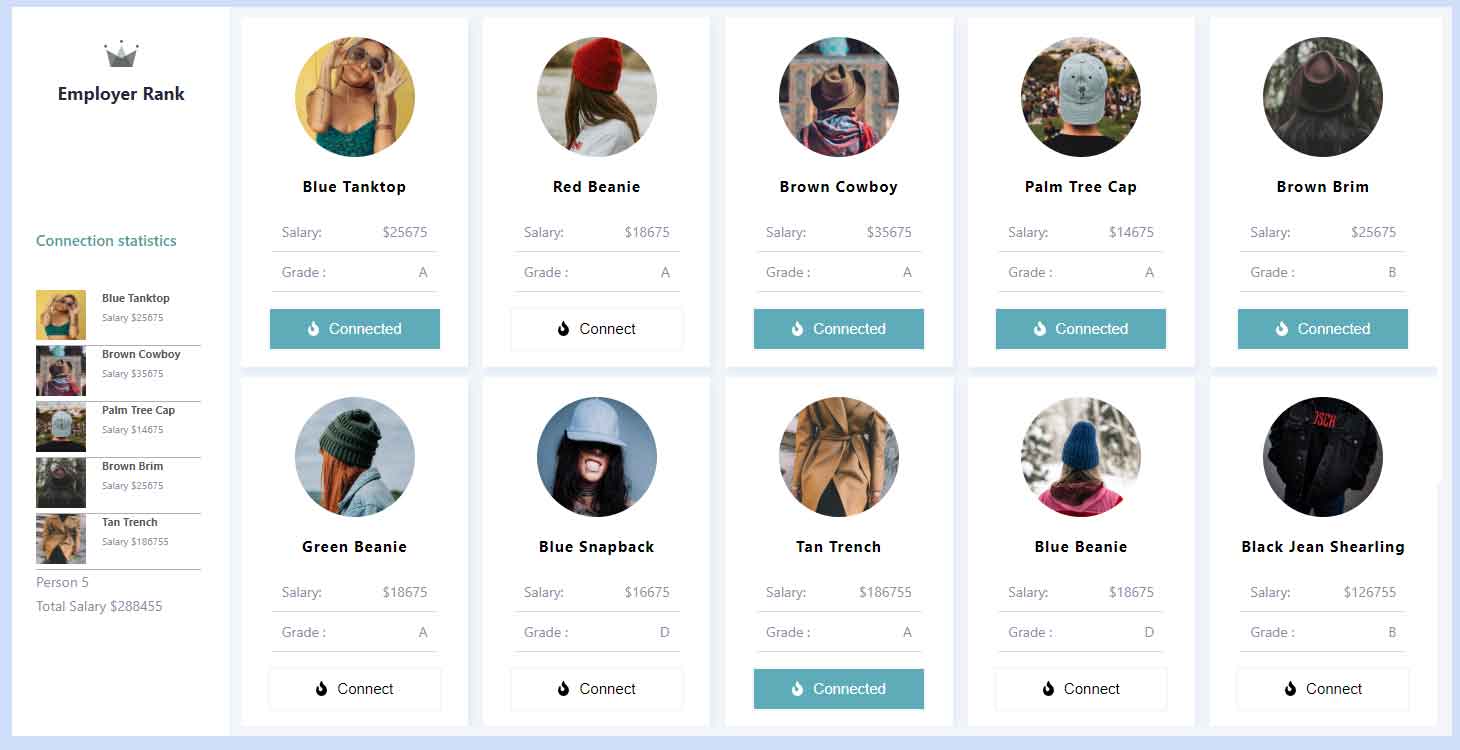 Employer Rank
Connection statistics
Blue Tanktop
Salary $25675
Brown Cowboy
Salary $35675
Palm Tree Cap
Salary $14675
Brown Brim
Salary $25675
Tan Trench
Salary $186755
Person 5
Total Salary $288455
Blue Tanktop
Salary: $25675
Grade : A
Connected
Red Beanie
Salary: $18675
Grade : A
Connect
Brown Cowboy
Salary: $35675
Grade : A
Connected
Palm Tree Cap
Salary: $14675
Grade : A
Connected
Brown Brim
Salary: $25675
Grade : B
Connected
Green Beanie
Salary: $18675
Grade : A
Connect
Blue Snapback
Salary: $16675
Grade : D
Connect
Tan Trench
Salary: $186755
Grade : A
Connected
Blue Beanie
Salary: $18675
Grade : D
Connect
Black Jean Shearling
Salary: $126755
Grade : B
Connect